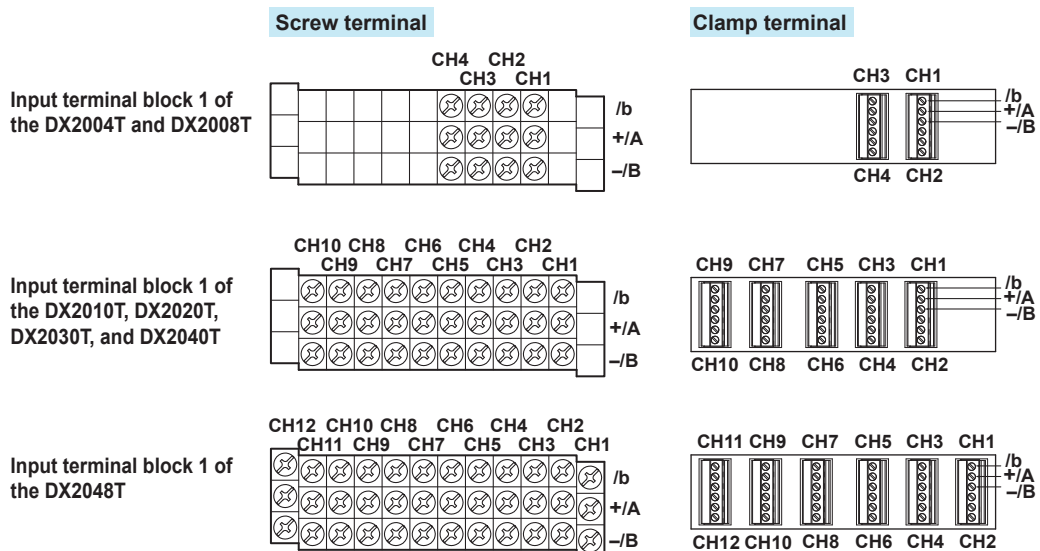 Screw terminal
Clamp terminal
Input terminal block 1 of
the DX2004T and DX2008T
CH4 CH2
CH3 CH1
/b
+/A
–/B
CH3 CH1
/b
+/A
–/B
CH4 CH2
Input terminal block 1 of
the DX2010T, DX2020T,
DX2030T, and DX2040T
CH10 CH8 CH6 CH4 CH2
CH9 CH7 CH5 CH3 CH1
/b
+/A
–/B
CH9 CH7 CH5 CH3 CH1
/b
+/A
–/B
CH10 CH8 CH6 CH4 CH2
Input terminal block 1 of
the DX2048T
CH12 CH10 CH8 CH6 CH4 CH2
CH11 CH9 CH7 CH5 CH3 CH1
/b
+/A
–/B
CH11 CH9 CH7 CH5 CH3 CH1
/b
+/A
–/B
CH12 CH10 CH8 CH6 CH4 CH2